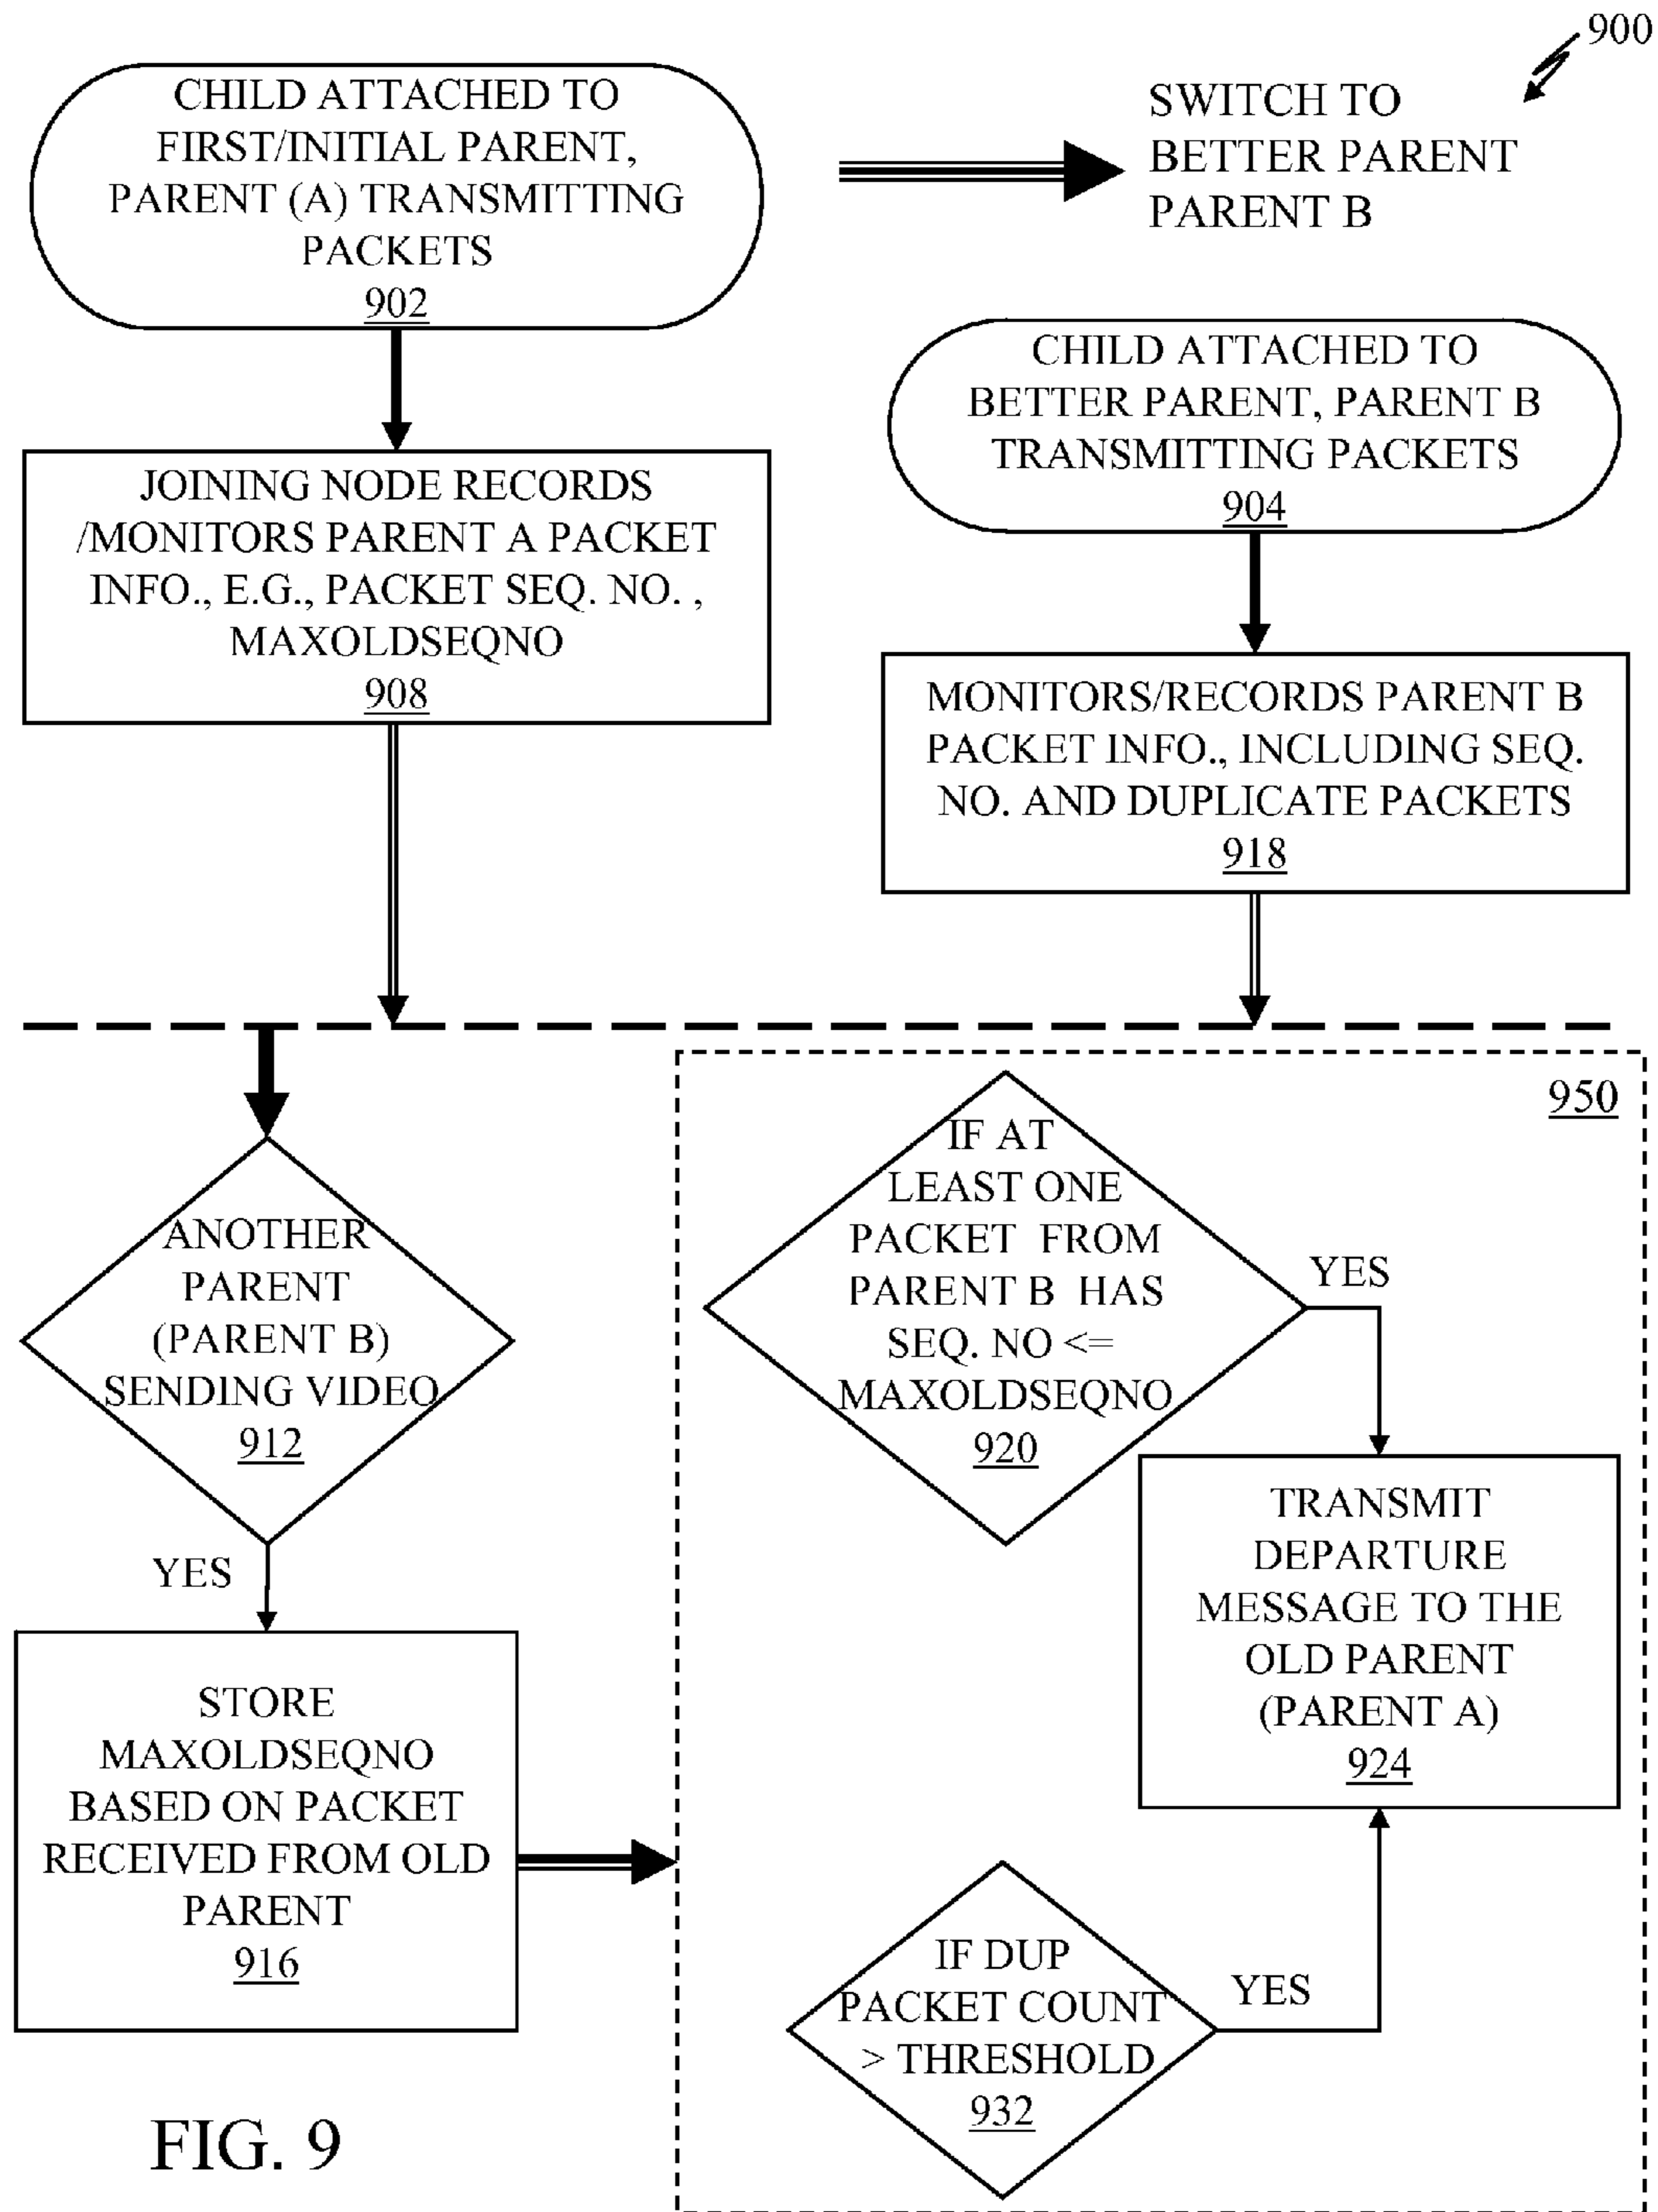 900
CHILD ATTACHED TO
FIRST/INITIAL PARENT,
PARENT (A) TRANSMITTING
PACKETS
902
SWITCH TO
BETTER PARENT
PARENT B
CHILD ATTACHED TO
BETTER PARENT, PARENT B
TRANSMITTING PACKETS
904
JOINING NODE RECORDS
/MONITORS PARENT A PACKET
INFO., E.G., PACKET SEQ. NO. ,
MAXOLDSEQNO
908
MONITORS/RECORDS PARENT B
PACKET INFO., INCLUDING SEQ.
NO. AND DUPLICATE PACKETS
918
ANOTHER
PARENT
(PARENT B)
SENDING VIDEO
912
YES
STORE
MAXOLDSEQNO
BASED ON PACKET
RECEIVED FROM OLD
PARENT
916
950
IF AT
LEAST ONE
PACKET FROM
PARENT B HAS
SEQ. NO <=
MAXOLDSEQNO
920
YES
TRANSMIT
DEPARTURE
MESSAGE TO THE
OLD PARENT
(PARENT A)
924
IF DUP
PACKET COUNT
> THRESHOLD
932
YES
FIG. 9